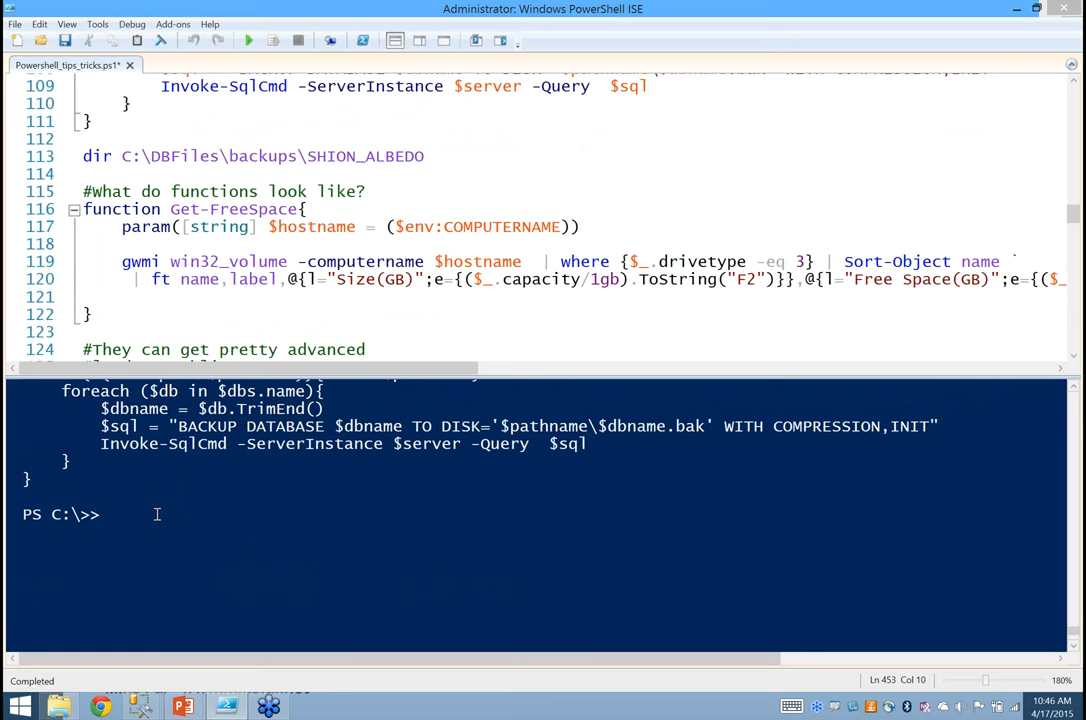 Administrator: Windows PowerShell ISE
File Edit View Tools Debug Add-ons Help
Powershell_tips_tricks.ps1*
109 Invoke-SqlCmd -ServerInstance $server -Query  $sql
110 }
111 }
112
113 dir C:\DBFiles\backups\SHION_ALBEDO
114
115 #What do functions look like?
116 function Get-FreeSpace{
117 param([string] $hostname = ($env:COMPUTERNAME))
118
119 gwmi win32_volume -computername $hostname  | where {$_.drivetype -eq 3} | Sort-Object name `
120 | ft name,label,@{l="Size(GB)";e={($_.capacity/1gb).ToString("F2")}},@{l="Free Space(GB)";e={($_
121
122 }
123
124 #They can get pretty advanced
foreach ($db in $dbs.name){
$dbname = $db.TrimEnd()
$sql = "BACKUP DATABASE $dbname TO DISK='$pathname\$dbname.bak' WITH COMPRESSION,INIT"
Invoke-SqlCmd -ServerInstance $server -Query  $sql
}
}
PS C:\>>
Completed
Ln 453 Col 10
180%
10:46 AM
4/17/2015